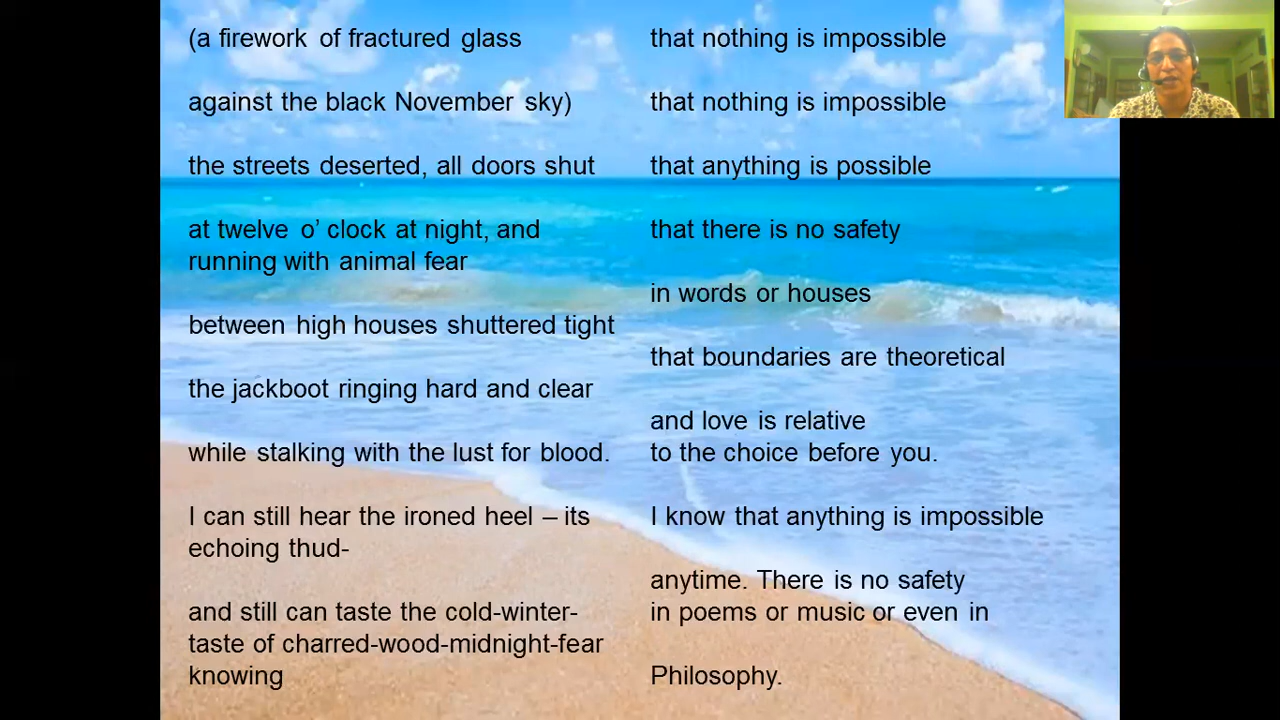 (a firework of fractured glass
against the black November sky)
the streets deserted, all doors shut
at twelve o’ clock at night, and
running with animal fear
between high houses shuttered tight
the jackboot ringing hard and clear
while stalking with the lust for blood.
I can still hear the ironed heel – its
echoing thud-
and still can taste the cold-winter-
taste of charred-wood-midnight-fear
knowing
that nothing is impossible
that nothing is impossible
that anything is possible
that there is no safety
in words or houses
that boundaries are theoretical
and love is relative
to the choice before you.
I know that anything is impossible
anytime. There is no safety
in poems or music or even in
Philosophy.